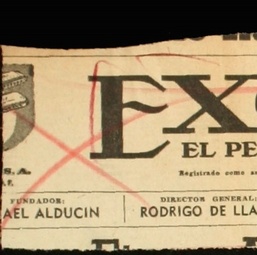 EX
EL PE
Registrado como
S.A.
FUNDADOR:
AEL ALDUCIN
DIRECTOR GENERAL:
RODRIGO DE LLA